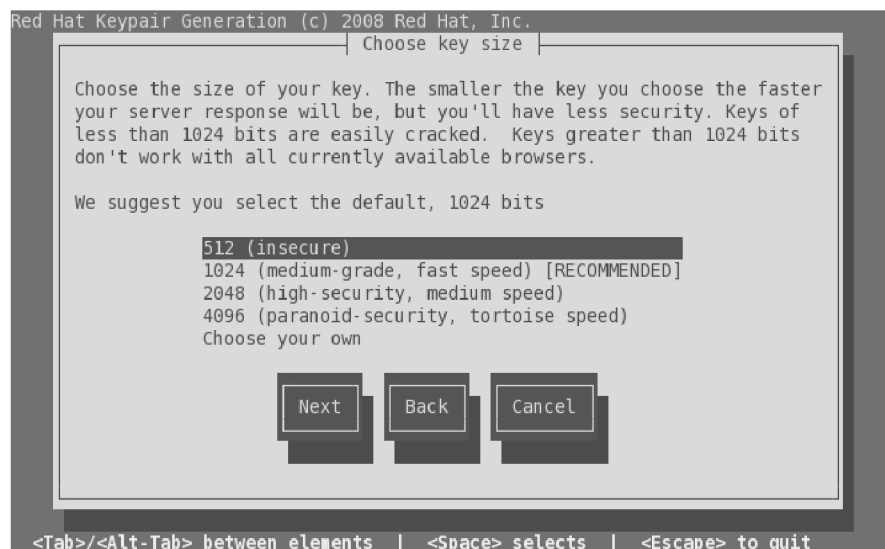 Red Hat Keypair Generation (c) 2008 Red Hat, Inc.
Choose key size
Choose the size of your key. The smaller the key you choose the faster
your server response will be, but you'll have less security. Keys of
less than 1024 bits are easily cracked.  Keys greater than 1024 bits
don't work with all currently available browsers.
We suggest you select the default, 1024 bits
512 (insecure)
1024 (medium-grade, fast speed) [RECOMMENDED]
2048 (high-security, medium speed)
4096 (paranoid-security, tortoise speed)
Choose your own
Next Back Cancel
<Tab>/<Alt-Tab> between elements | <Space> selects | <Escape> to quit